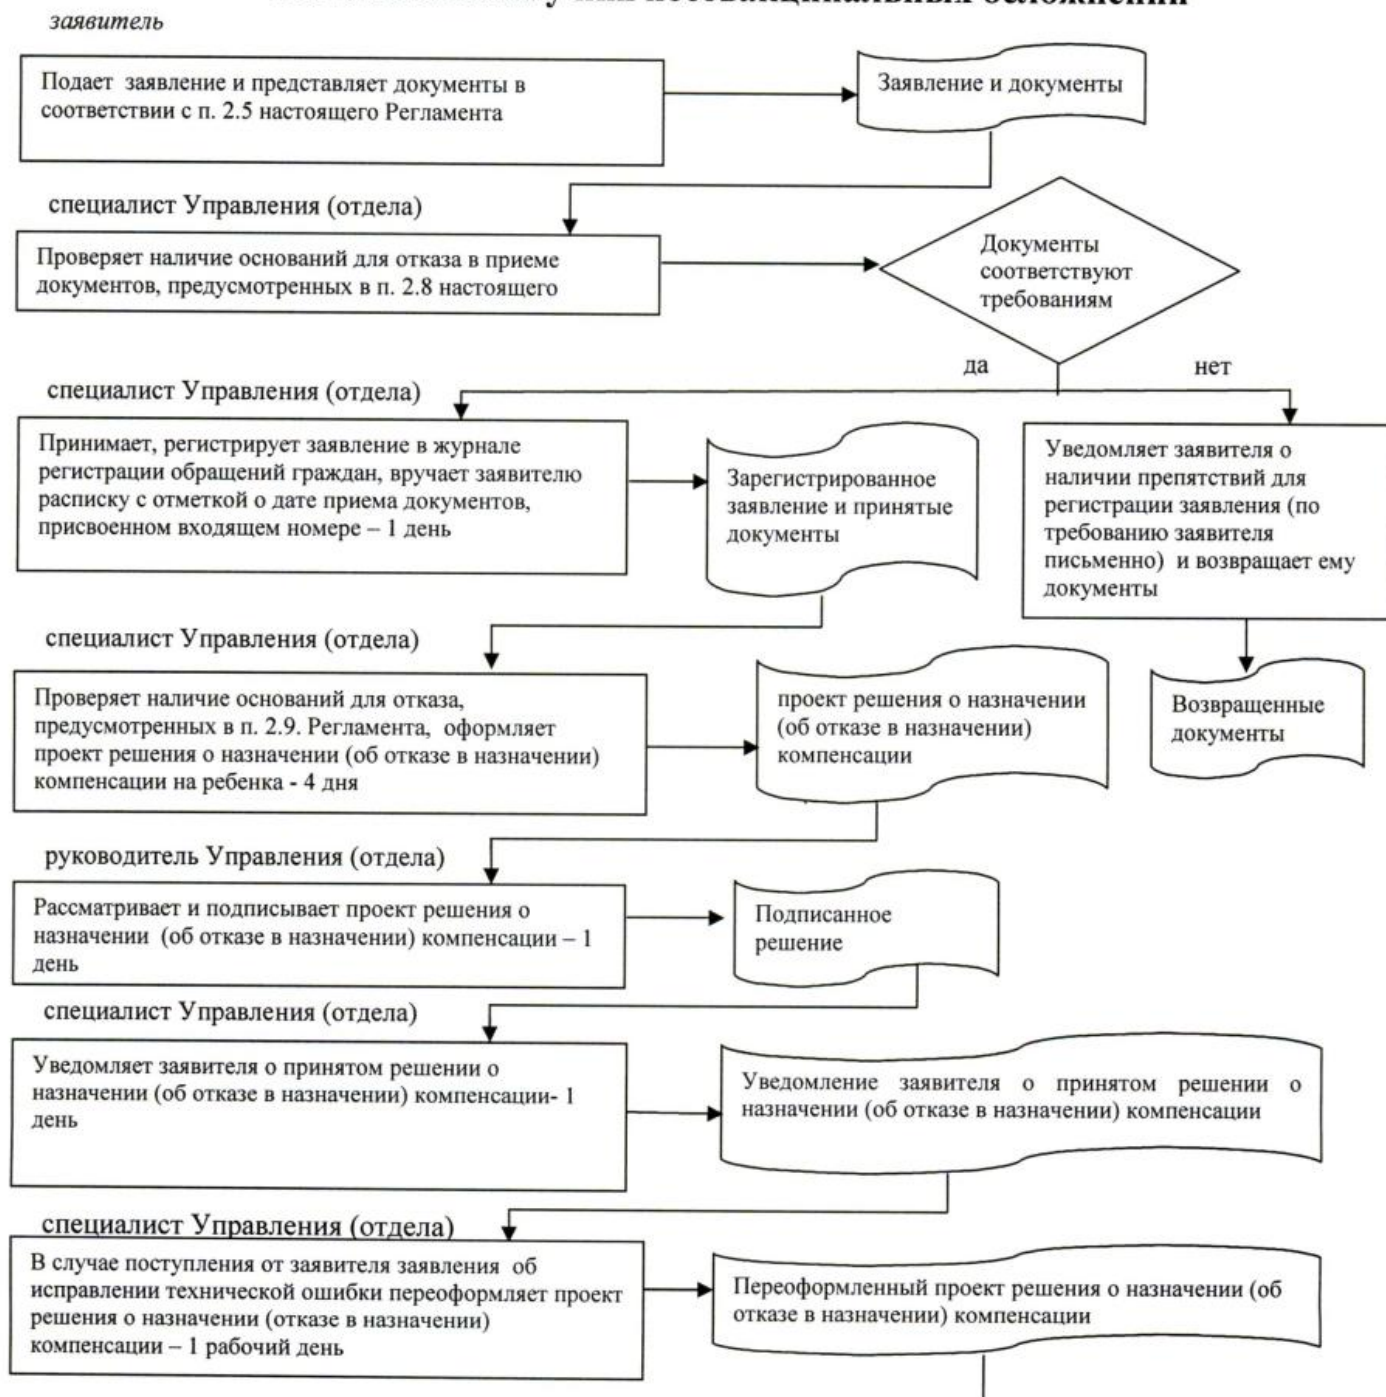 поствакцинальных осложнений
заявитель
Подает заявление и представляет документы в
соответствии с п. 2.5 настоящего Регламента
Заявление и документы
специалист Управления (отдела)
Проверяет наличие оснований для отказа в приеме
документов, предусмотренных в п. 2.8 настоящего
Документы
соответствуют
требованиям
да
нет
специалист Управления (отдела)
Принимает, регистрирует заявление в журнале
регистрации обращений граждан, вручает заявителю
расписку с отметкой о дате приема документов,
присвоенном входящем номере – 1 день
Зарегистрированное
заявление и принятые
документы
Уведомляет заявителя о
наличии препятствий для
регистрации заявления (по
требованию заявителя
письменно) и возвращает ему
документы
специалист Управления (отдела)
Проверяет наличие оснований для отказа,
предусмотренных в п. 2.9. Регламента, оформляет
проект решения о назначении (об отказе в назначении)
компенсации на ребенка - 4 дня
проект решения о назначении
(об отказе в назначении)
компенсации
Возвращенные
документы
руководитель Управления (отдела)
Рассматривает и подписывает проект решения о
назначении (об отказе в назначении) компенсации – 1
день
Подписанное
решение
специалист Управления (отдела)
Уведомляет заявителя о принятом решении о
назначении (об отказе в назначении) компенсации- 1
день
Уведомление заявителя о принятом решении о
назначении (об отказе в назначении) компенсации
специалист Управления (отдела)
В случае поступления от заявителя заявления об
исправлении технической ошибки переоформляет проект
решения о назначении (отказе в назначении)
компенсации – 1 рабочий день
Переоформленный проект решения о назначении (об
отказе в назначении) компенсации